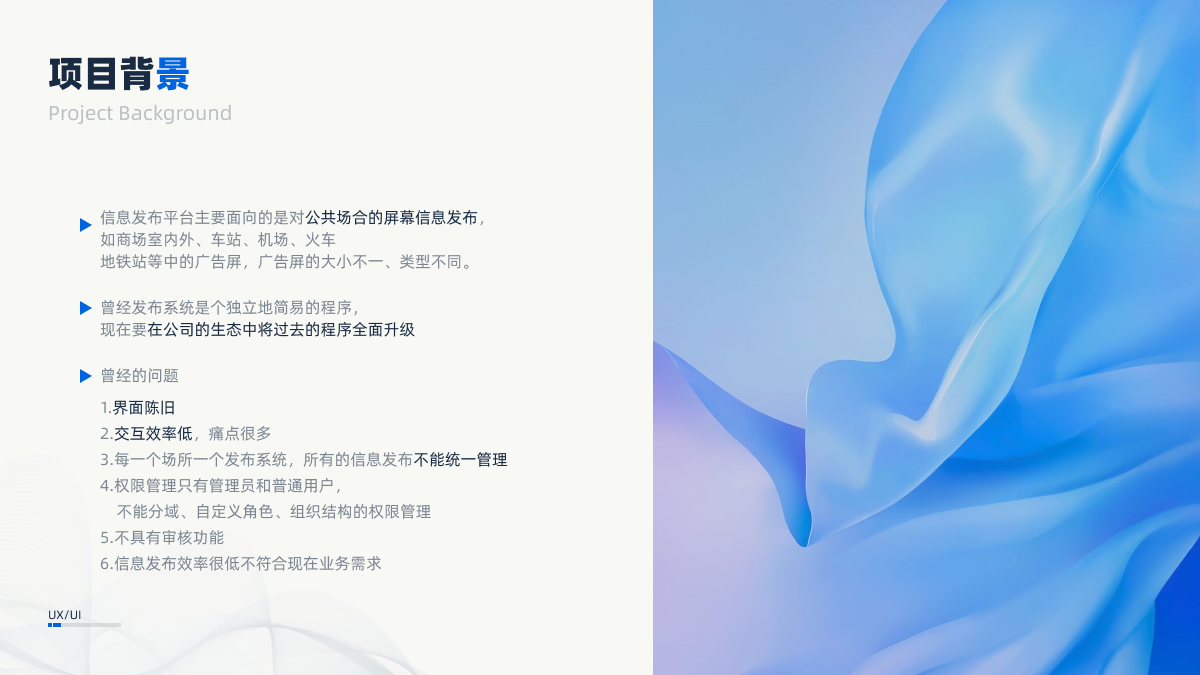 项目背景
Project Background
信息发布平台主要面向的是对公共场合的屏幕信息发布，
如商场室内外、车站、机场、火车
地铁站等中的广告屏，广告屏的大小不一、类型不同。
曾经发布系统是个独立地简易的程序，
现在要在公司的生态中将过去的程序全面升级
曾经的问题
1.界面陈旧
2.交互效率低，痛点很多
3.每一个场所一个发布系统，所有的信息发布不能统一管理
4.权限管理只有管理员和普通用户，
不能分域、自定义角色、组织结构的权限管理
5.不具有审核功能
6.信息发布效率很低不符合现在业务需求
UX/UI